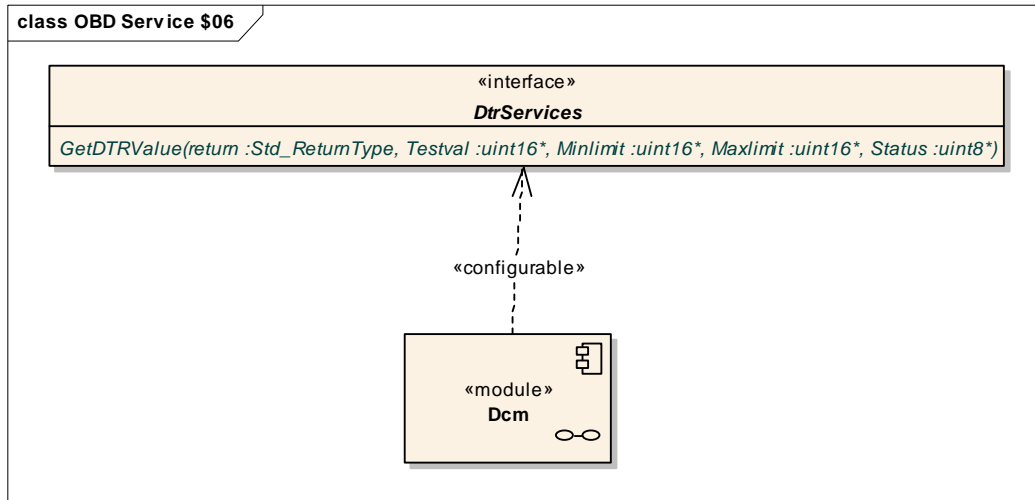 class OBD Service $06
«interface»
DtrServices
GetDTRValue(return :Std_ReturnType, Testval :uint16*, Minlimit :uint16*, Maxlimit :uint16*, Status :uint8*)
«configurable»
«module»
Dcm